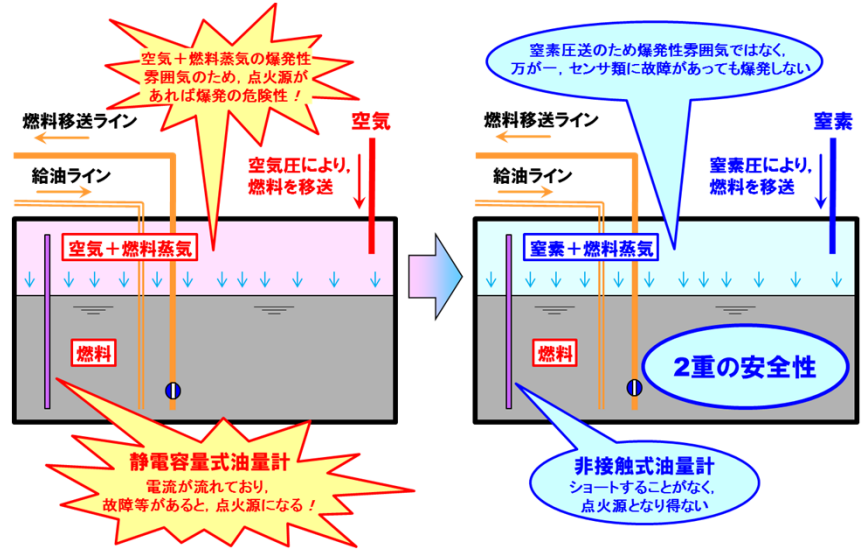 空気＋燃料蒸気の爆発性
雰囲気のため，点火源が
あれば爆発の危険性！
燃料移送ライン
給油ライン
空気
空気圧により，
燃料を移送
空気＋燃料蒸気
燃料
静電容量式油量計
電流が流れており，
故障等があると，点火源になる！
窒素圧送のため爆発性雰囲気ではなく，
万が一，センサ類に故障があっても爆発しない
燃料移送ライン
給油ライン
窒素
窒素圧により，
燃料を移送
窒素＋燃料蒸気
燃料
2重の安全性
非接触式油量計
ショートすることがなく，
点火源となり得ない